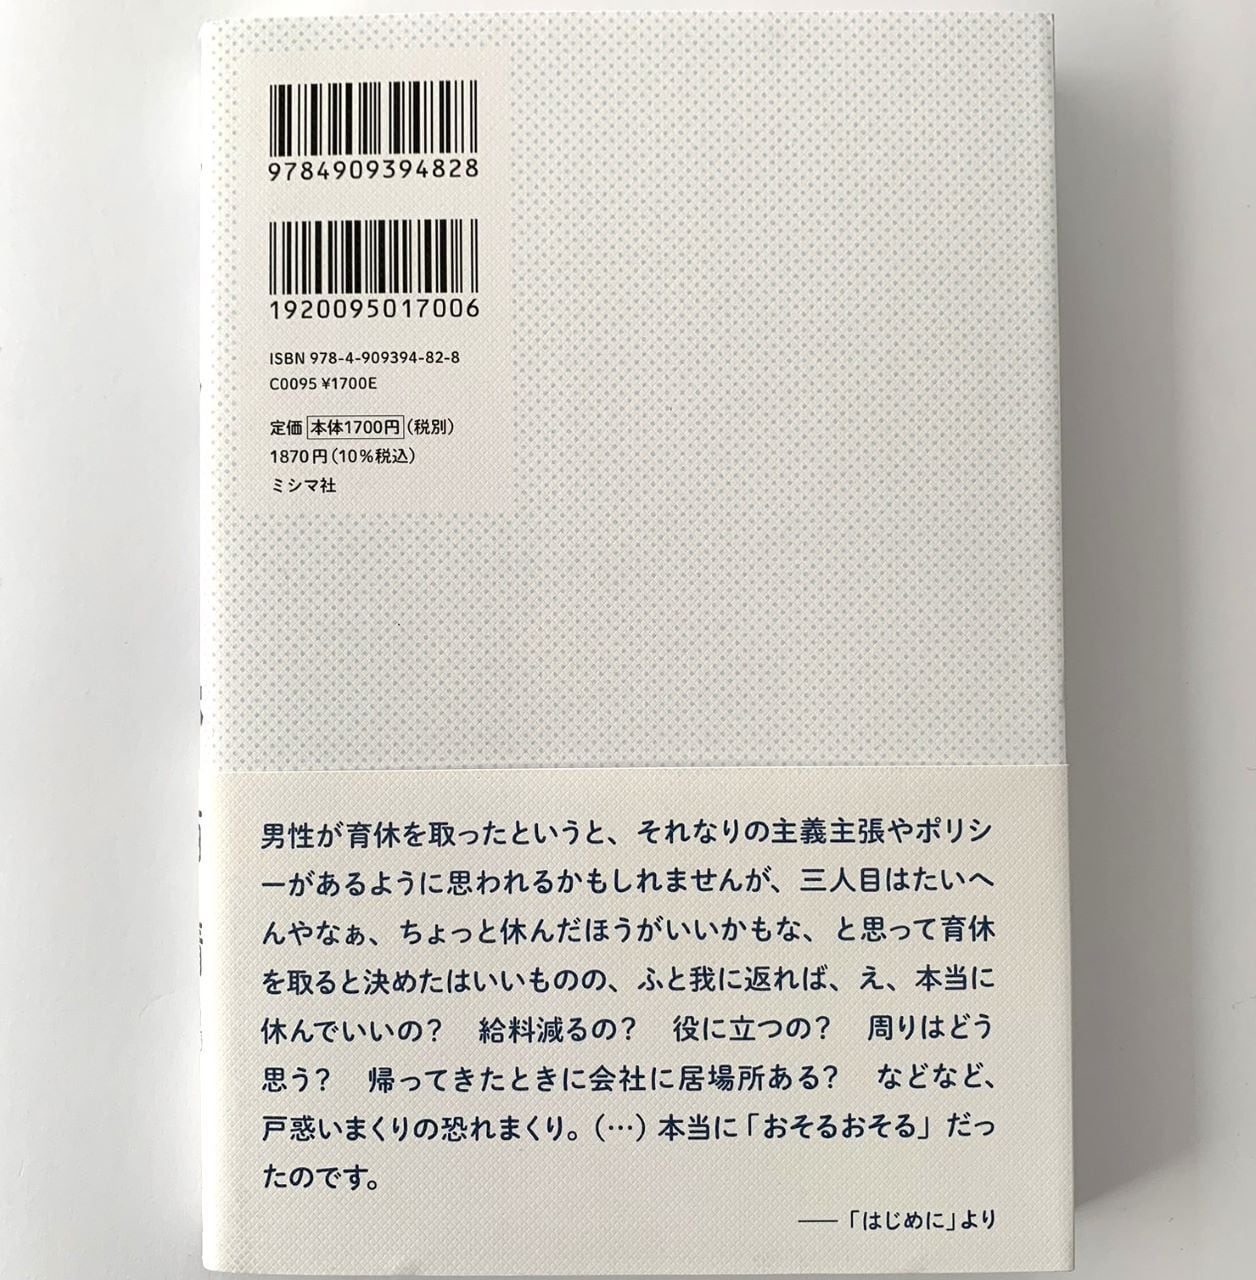 9784909394828
1920095017006
ISBN 978-4-909394-82-8
C0095 ¥1700E
定価 本体1700円 (税別)
1870円(10%税込)
ミシマ社
男性が育休を取ったというと、それなりの主義主張やポリシ
ーがあるように思われるかもしれませんが、三人目はたいへ
んやなぁ、ちょっと休んだほうがいいかもな、と思って育休
を取ると決めたはいいものの、ふと我に返れば、え、本当に
休んでいいの？　給料減るの？　役に立つの？　周りはどう
思う？　帰ってきたときに会社に居場所ある？　などなど、
戸惑いまくりの恐れまくり。(…) 本当に「おそるおそる」だっ
たのです。
——「はじめに」より